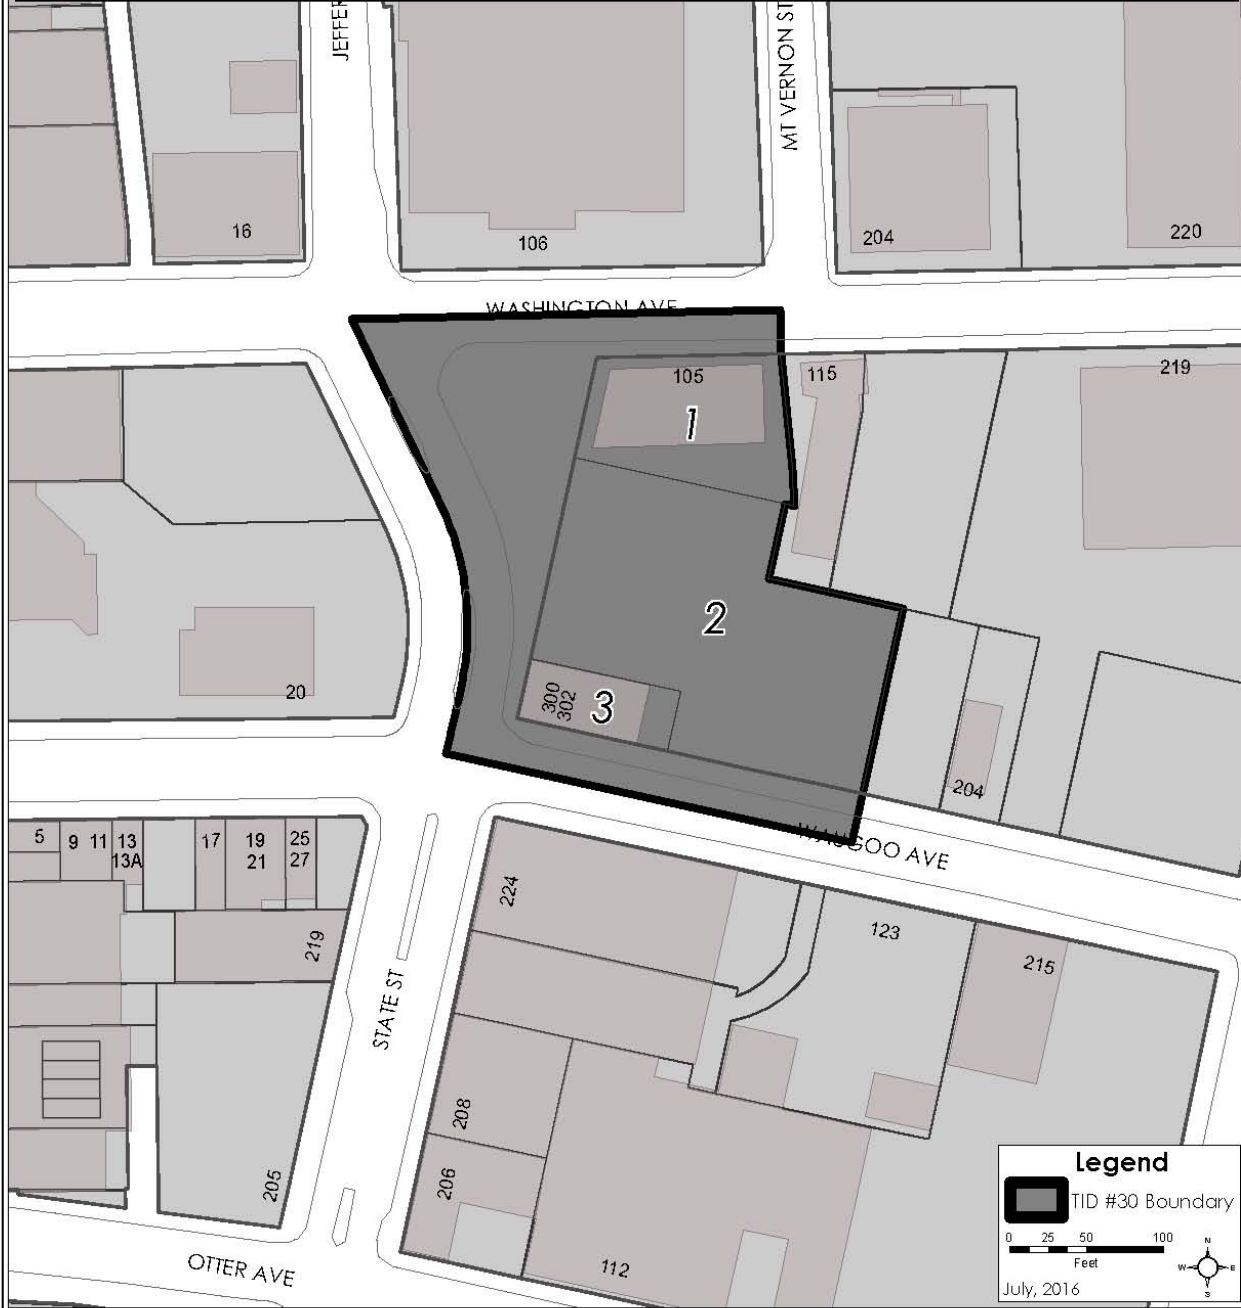 JEFFER
MT VERNON ST
16
106
204
220
WASHINGTON AVE
105
115
219
1
2
300
302
3
20
204
WAUGOO AVE
5
9
11
13
13A
17
19
21
25
27
224
123
215
219
STATE ST
208
206
205
112
OTTER AVE
Legend
TID #30 Boundary
0 25 50 100
Feet
N
W
E
S
July, 2016